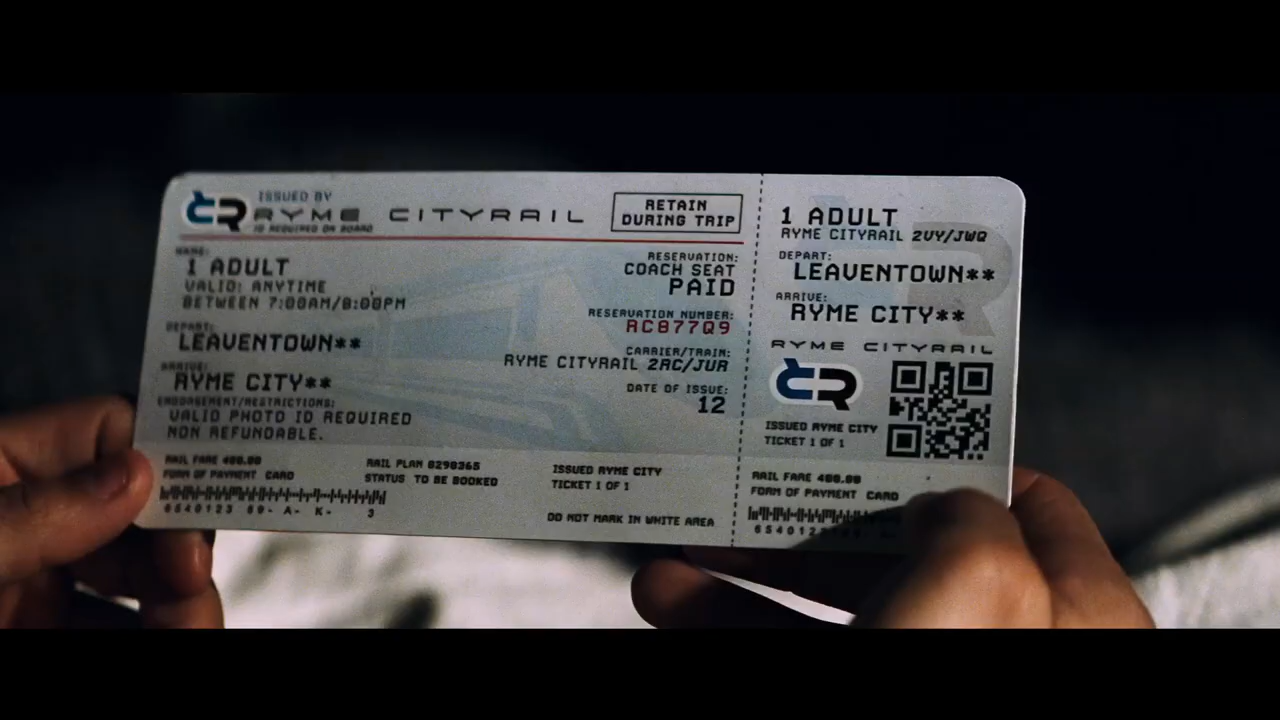 CR
ISSUED BY
RYME CITYRAIL
ID REQUIRED ON BOARD
RETAIN
DURING TRIP
NAME:
1 ADULT
VALID: ANYTIME
BETWEEN 7:00AM/8:00PM
DEPART:
LEAVENTOWN**
ARRIVE:
RYME CITY**
ENDORSEMENT/RESTRICTIONS:
VALID PHOTO ID REQUIRED
NON REFUNDABLE.
RESERVATION:
COACH SEAT
PAID
RESERVATION NUMBER:
RC877Q9
CARRIER/TRAIN:
RYME CITYRAIL 2RC/JUR
DATE OF ISSUE:
12
RAIL FARE 400.00
FORM OF PAYMENT CARD
RAIL PLAN 8290365
STATUS TO BE BOOKED
ISSUED RYME CITY
TICKET 1 OF 1
6540123 89- A- K- 3
DO NOT MARK IN WHITE AREA
1 ADULT
RYME CITYRAIL 2UY/JWQ
DEPART:
LEAVENTOWN**
ARRIVE:
RYME CITY**
RYME CITYRAIL
CR
ISSUED RYME CITY
TICKET 1 OF 1
RAIL FARE 400.00
FORM OF PAYMENT CARD